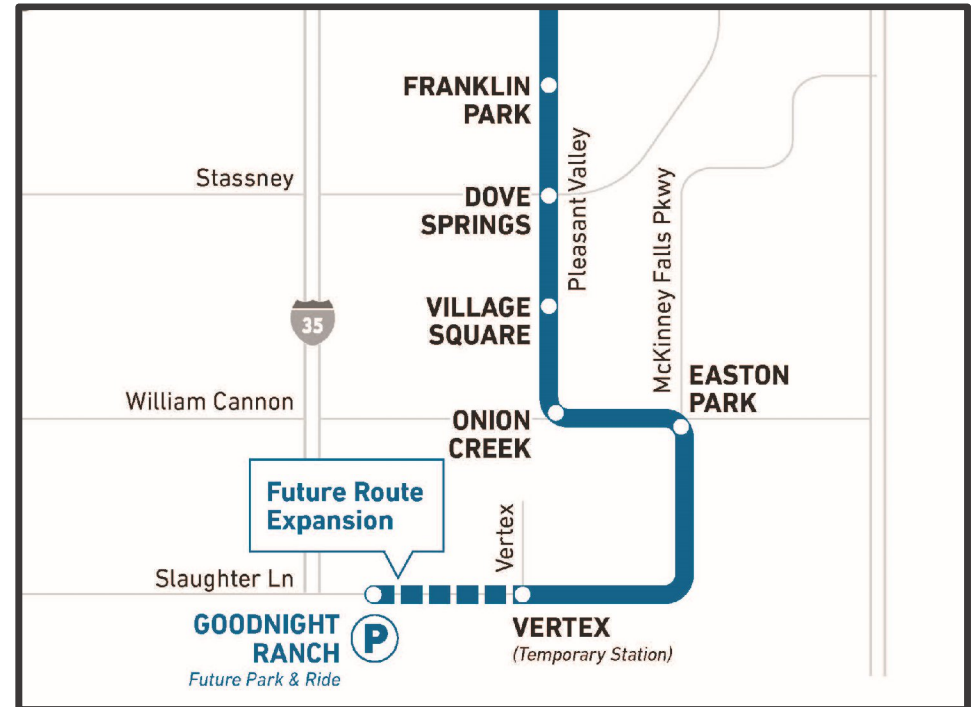 FRANKLIN
PARK
Stassney
DOVE
SPRINGS
Pleasant Valley
McKinney Falls Pkwy
VILLAGE
SQUARE
35
EASTON
PARK
William Cannon
ONION
CREEK
Future Route
Expansion
Vertex
Slaughter Ln
GOODNIGHT
RANCH
P
Future Park & Ride
VERTEX
(Temporary Station)